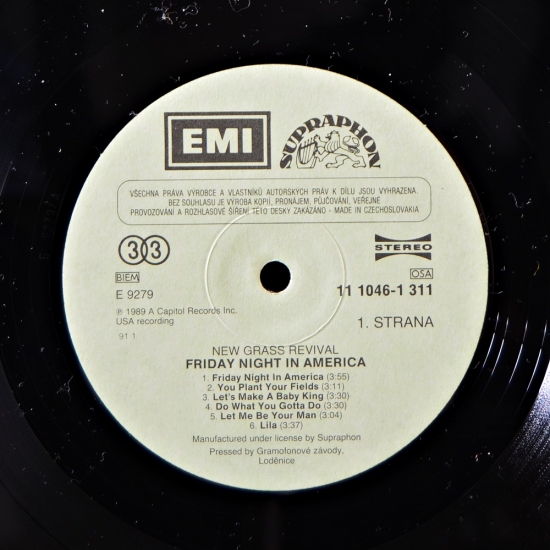 EMI
SUPRAPHON
VŠECHNA PRÁVA VÝROBCE A VLASTNÍKŮ AUTORSKÝCH PRÁV K DÍLU JSOU VYHRAZENA.
BEZ SOUHLASU JE VÝROBA KOPIÍ, PRONÁJEM, PŮJČOVÁNÍ, VEŘEJNÉ
PROVOZOVÁNÍ A ROZHLASOVÉ ŠÍŘENÍ TÉTO DESKY ZAKÁZÁNO - MADE IN CZECHOSLOVAKIA
33
STEREO
BIEM
OSA
E 9279
11 1046-1 311
℗ 1989 A Capitol Records Inc.
USA recording
1. STRANA
91 1
NEW GRASS REVIVAL
FRIDAY NIGHT IN AMERICA
1. Friday Night In America (3:55)
2. You Plant Your Fields (3:11)
3. Let's Make A Baby King (3:30)
4. Do What You Gotta Do (3:30)
5. Let Me Be Your Man (3:04)
6. Lila (3:37)
Manufactured under license by Supraphon
Pressed by Gramofonové závody,
Loděnice